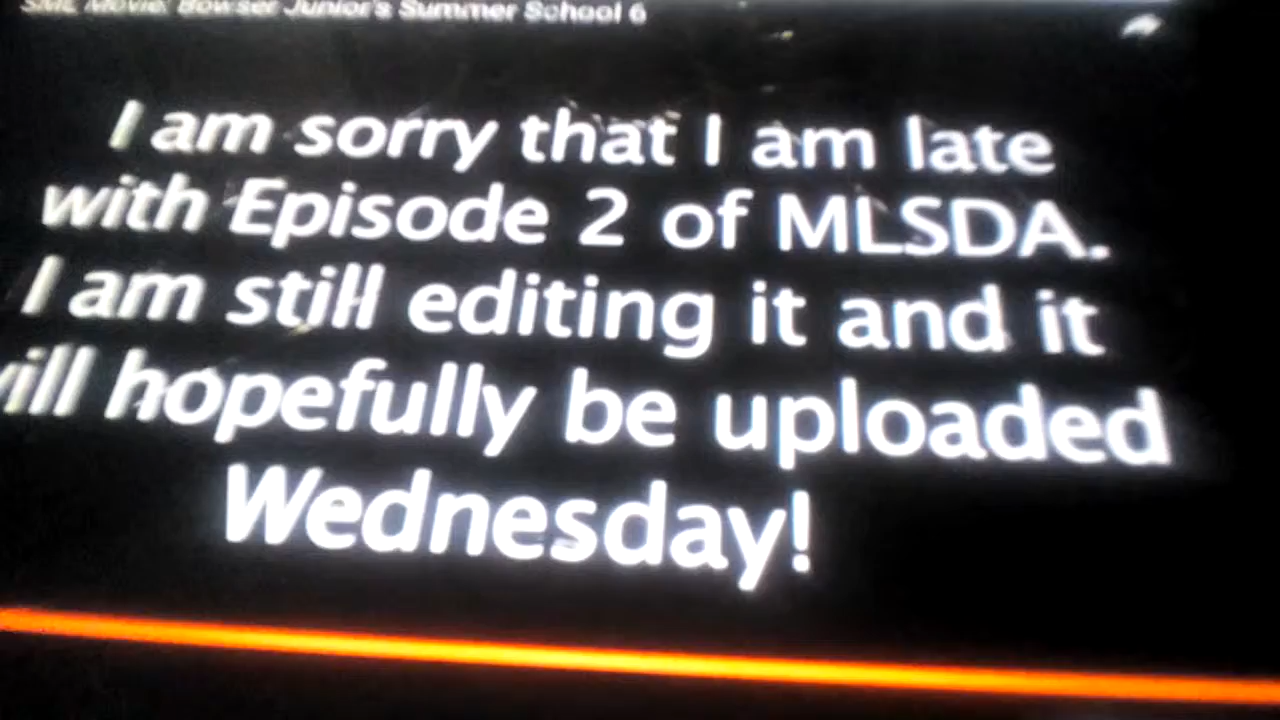 SML Movie: Bowser Junior's Summer School 6
I am sorry that I am late
with Episode 2 of MLSDA.
I am still editing it and it
will hopefully be uploaded
Wednesday!